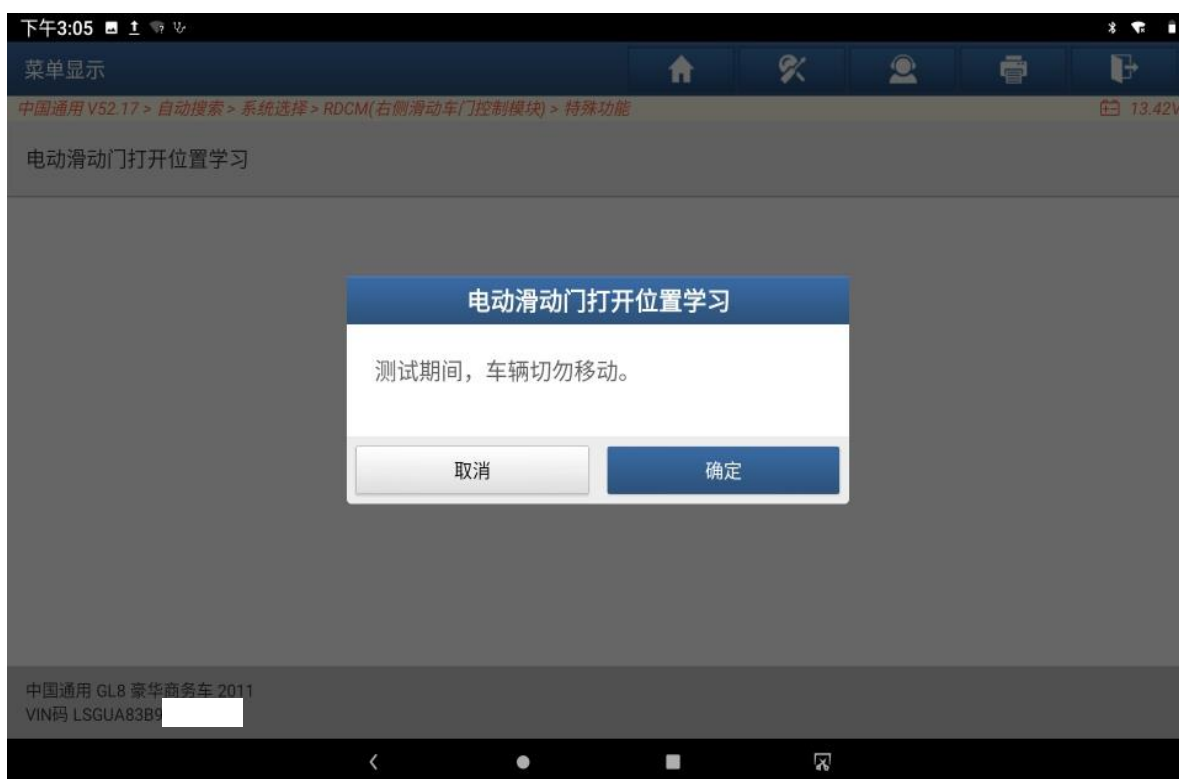 下午3:05
菜单显示
中国通用 V52.17 > 自动搜索 > 系统选择 > RDCM(右侧滑动车门控制模块) > 特殊功能
13.42V
电动滑动门打开位置学习
电动滑动门打开位置学习
测试期间，车辆切勿移动。
取消
确定
中国通用 GL8 豪华商务车 2011
VIN码 LSGUA83B9